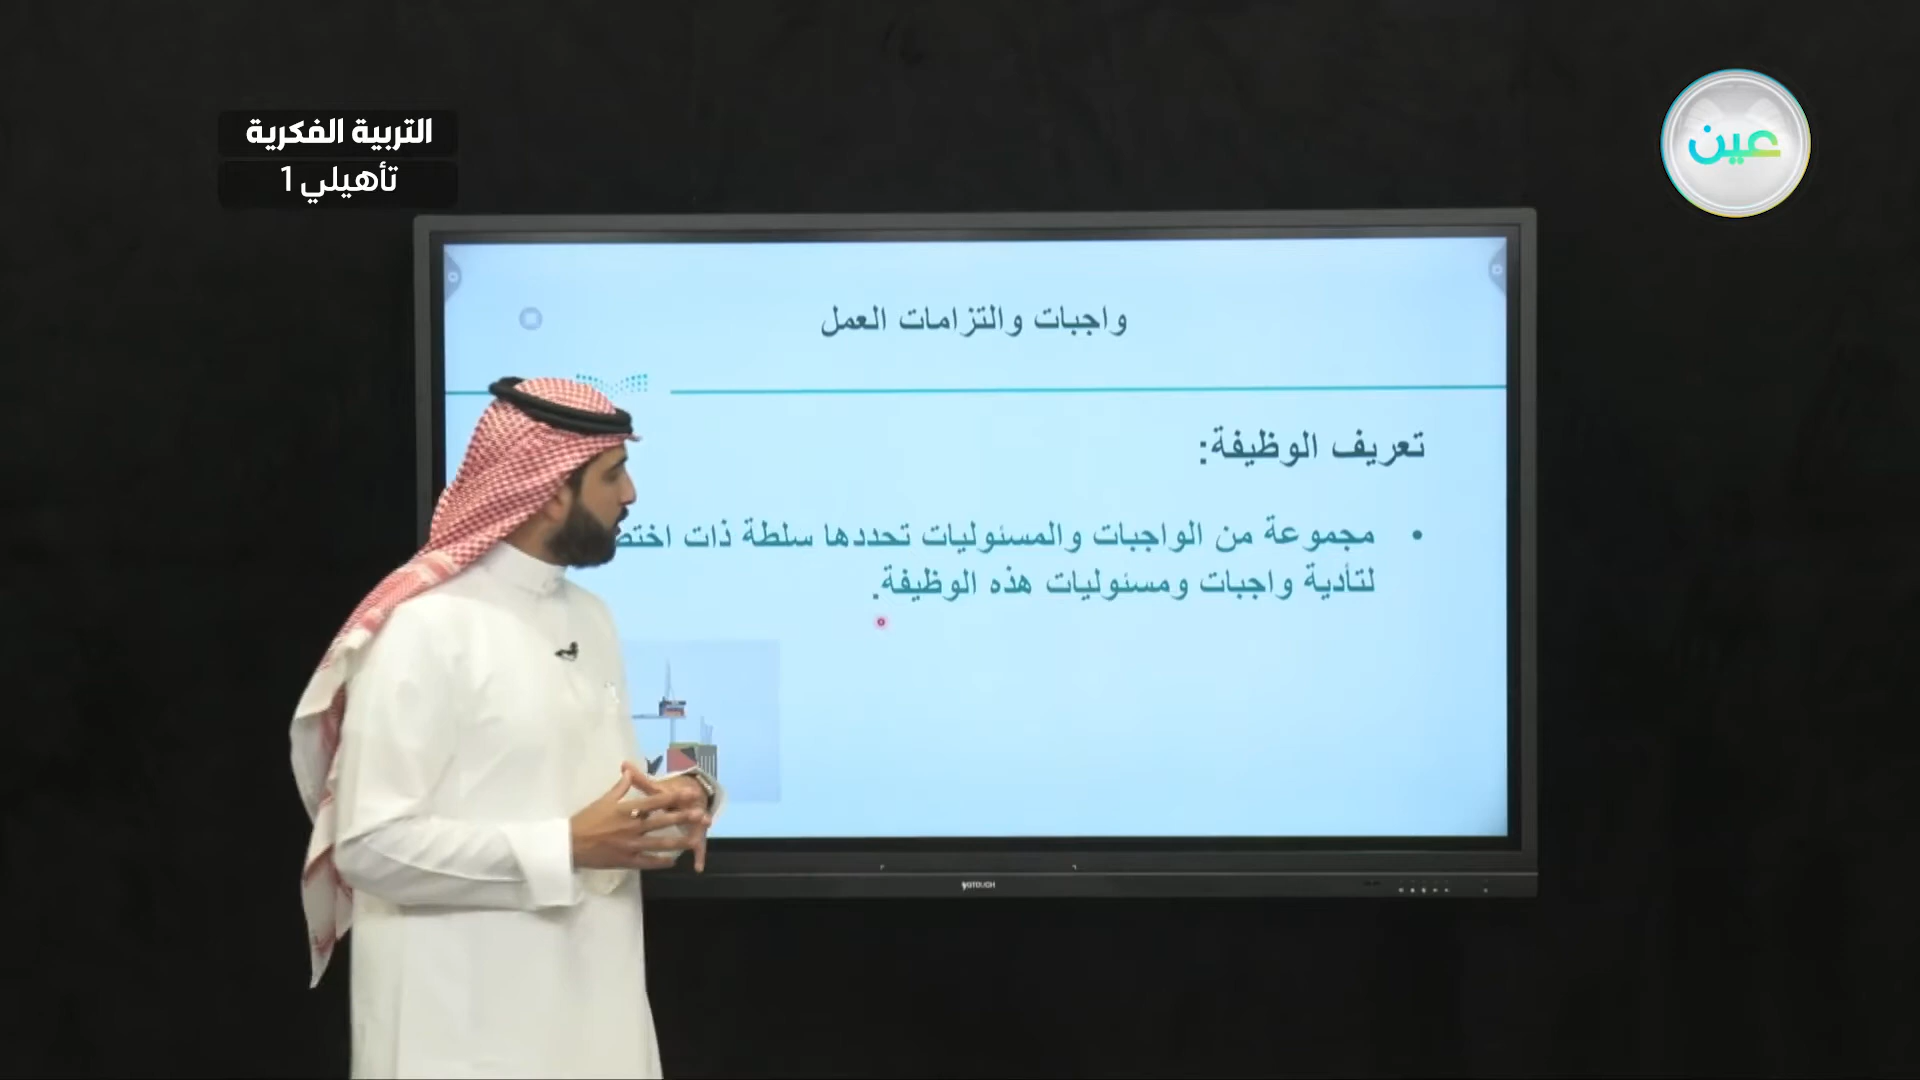 التربية الفكرية
تأهيلي 1
عين
واجبات والتزامات العمل
تعريف الوظيفة:
• مجموعة من الواجبات والمسئوليات تحددها سلطة ذات
لتأدية واجبات ومسئوليات هذه الوظيفة.